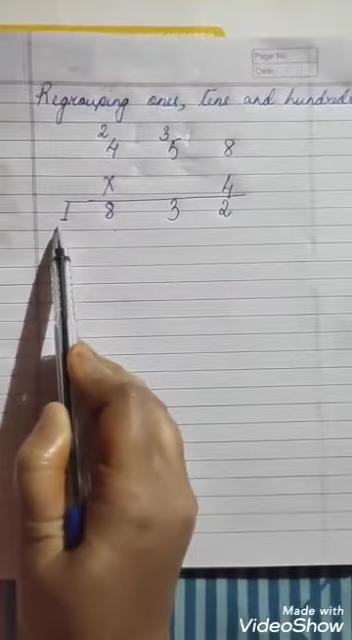 Page No.
Date:
Regrouping ones, tens and hundreds
2 3
4 5 8
X 4
1 8 3 2
Made with
VideoShow